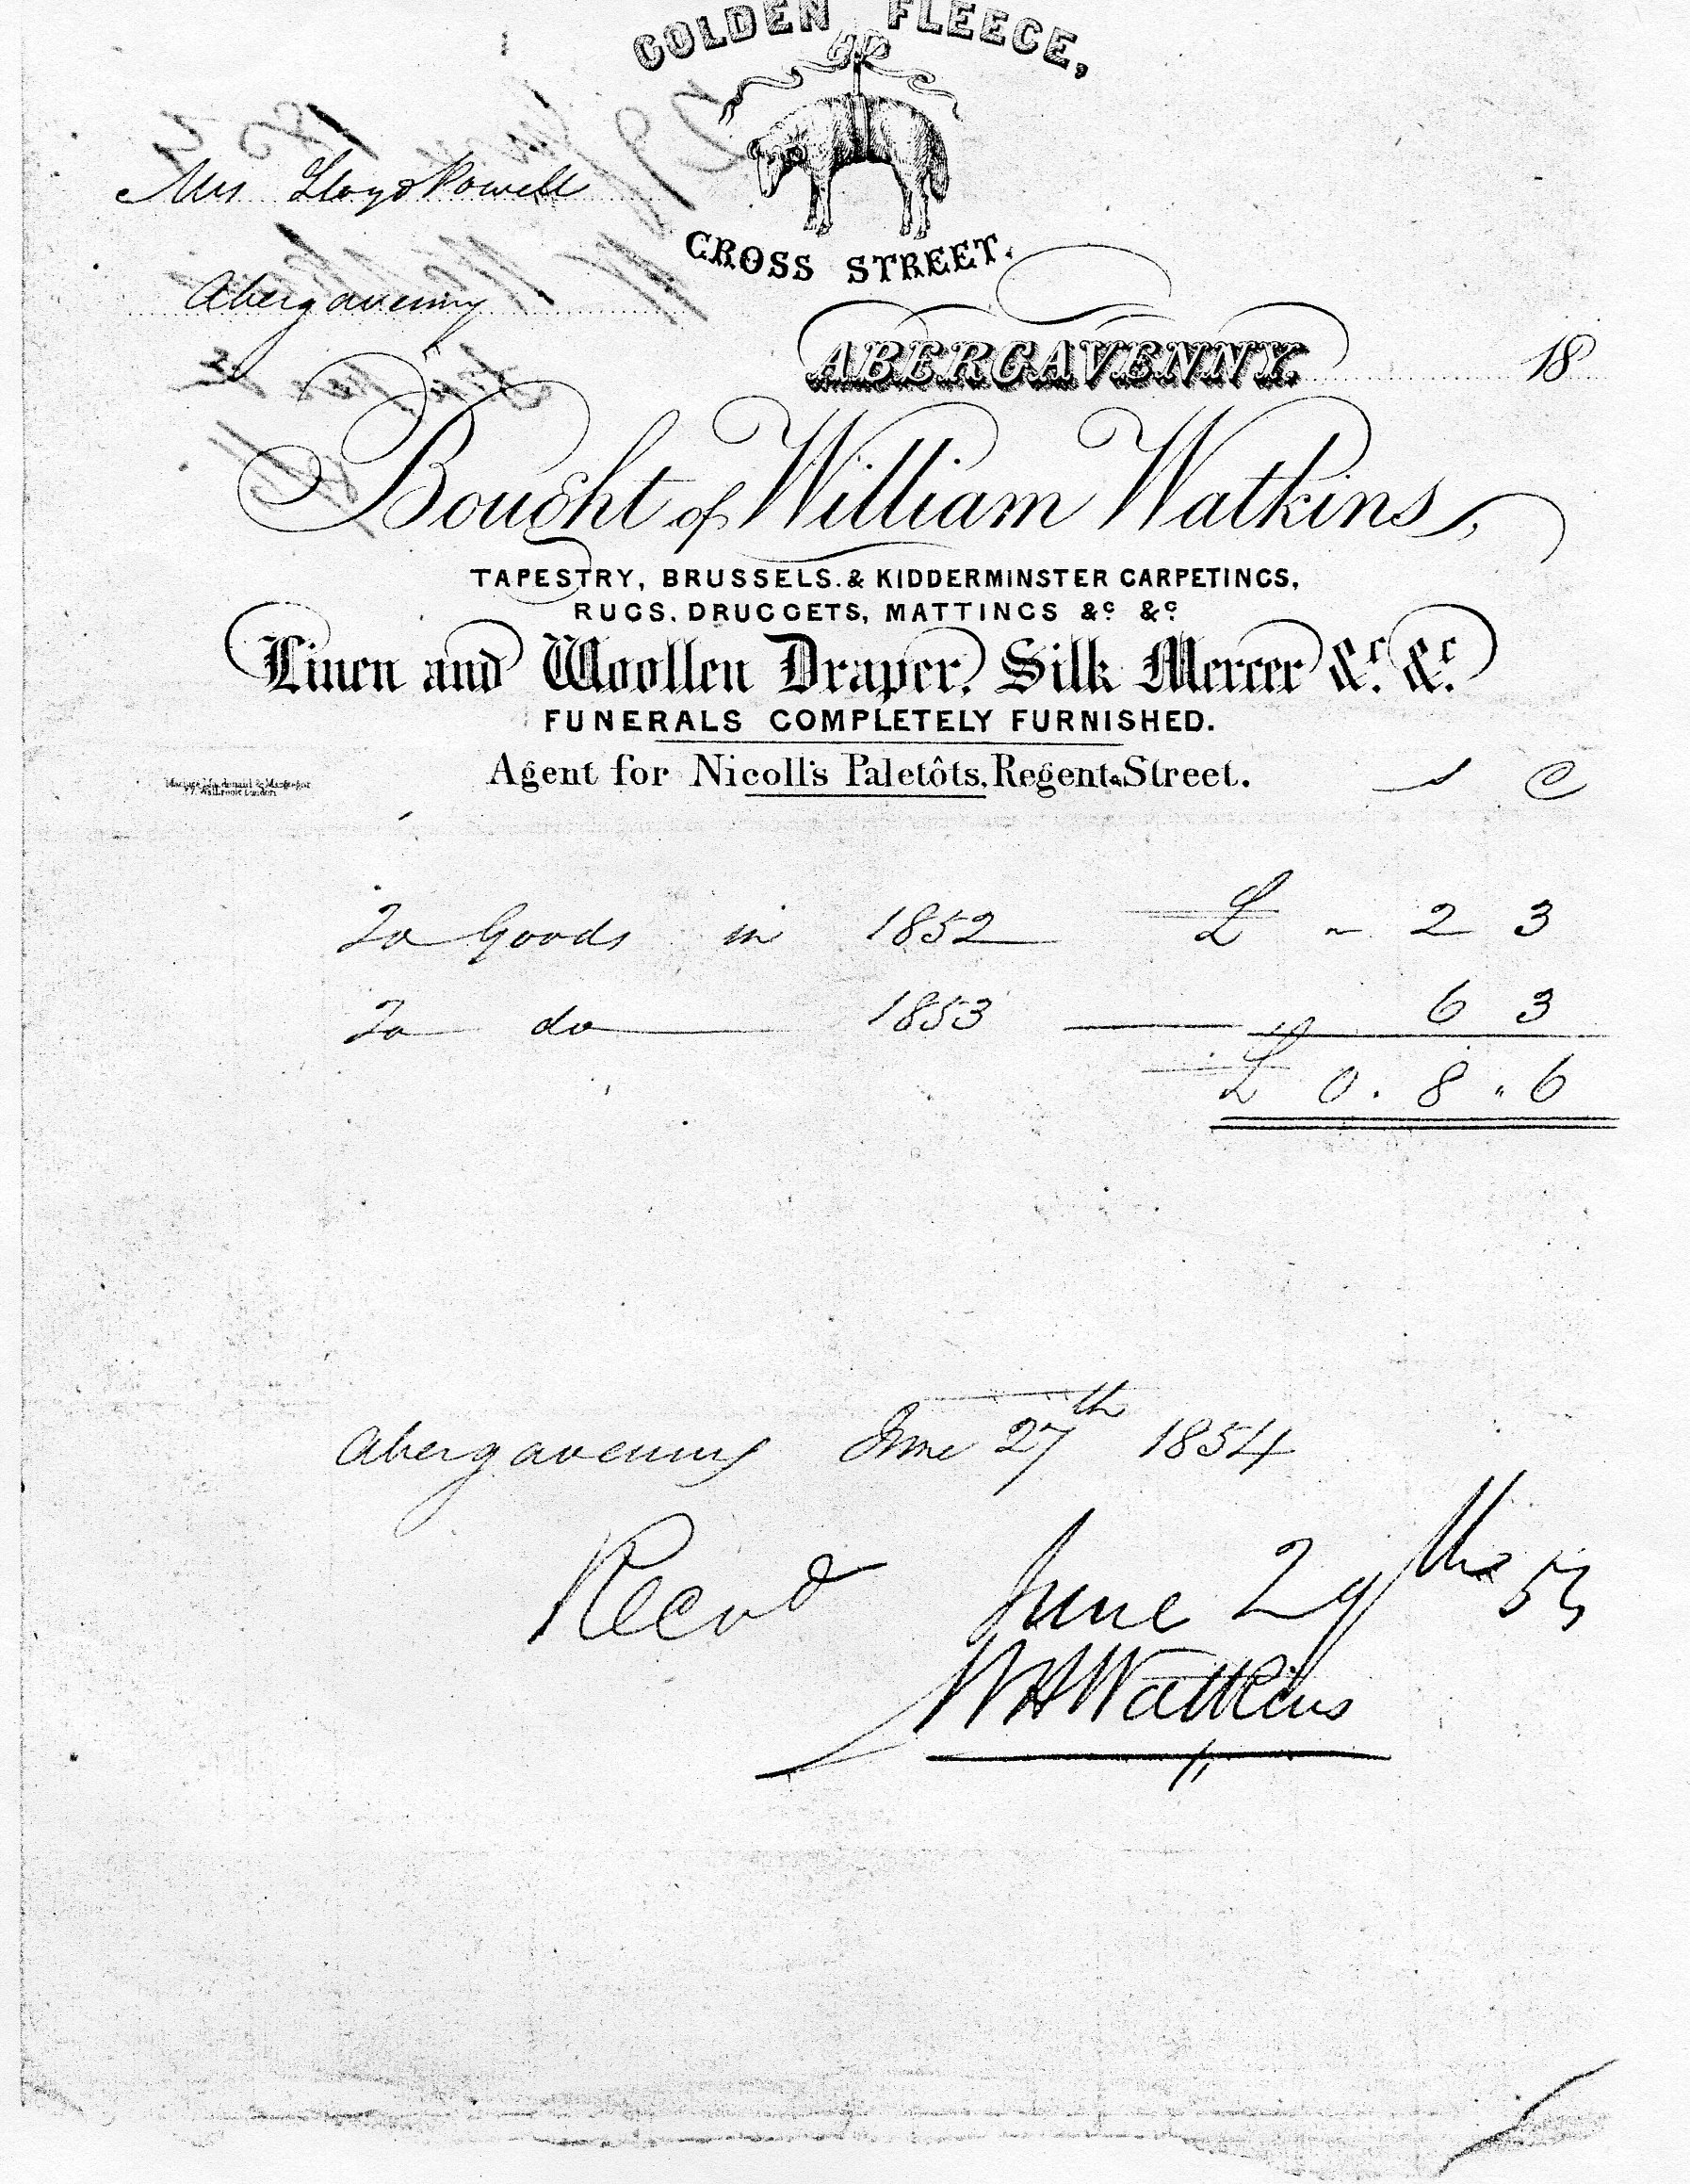 GOLDEN FLEECE,
Mrs Lloyd Powell
CROSS STREET.
Abergavenny
ABERGAVENNY. 18
Bought of William Watkins,
TAPESTRY, BRUSSELS. & KIDDERMINSTER CARPETINGS,
RUGS, DRUGGETS, MATTINGS &c &c
Linen and Woollen Draper, Silk Mercer &c. &c.
FUNERALS COMPLETELY FURNISHED.
Agent for Nicoll's Paletôts, Regent Street.
To Goods in 1852 £ " 2 3
To do 1853 6 3
£ 0 . 8 " 6
Abergavenny June 27th 1854
Recvd June 29th
WH Watkins